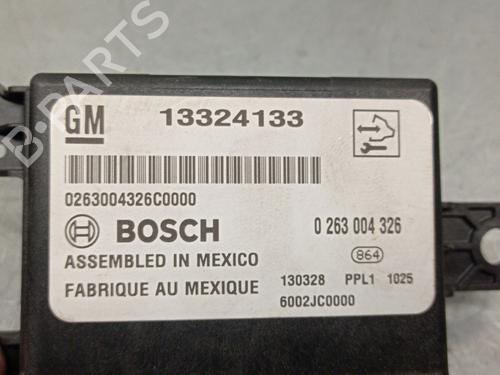 GM 13324133
0263004326C0000
BOSCH 0 263 004 326
ASSEMBLED IN MEXICO 864
130328 PPL1 1025
FABRIQUE AU MEXIQUE
6002JC0000
B-PARTS